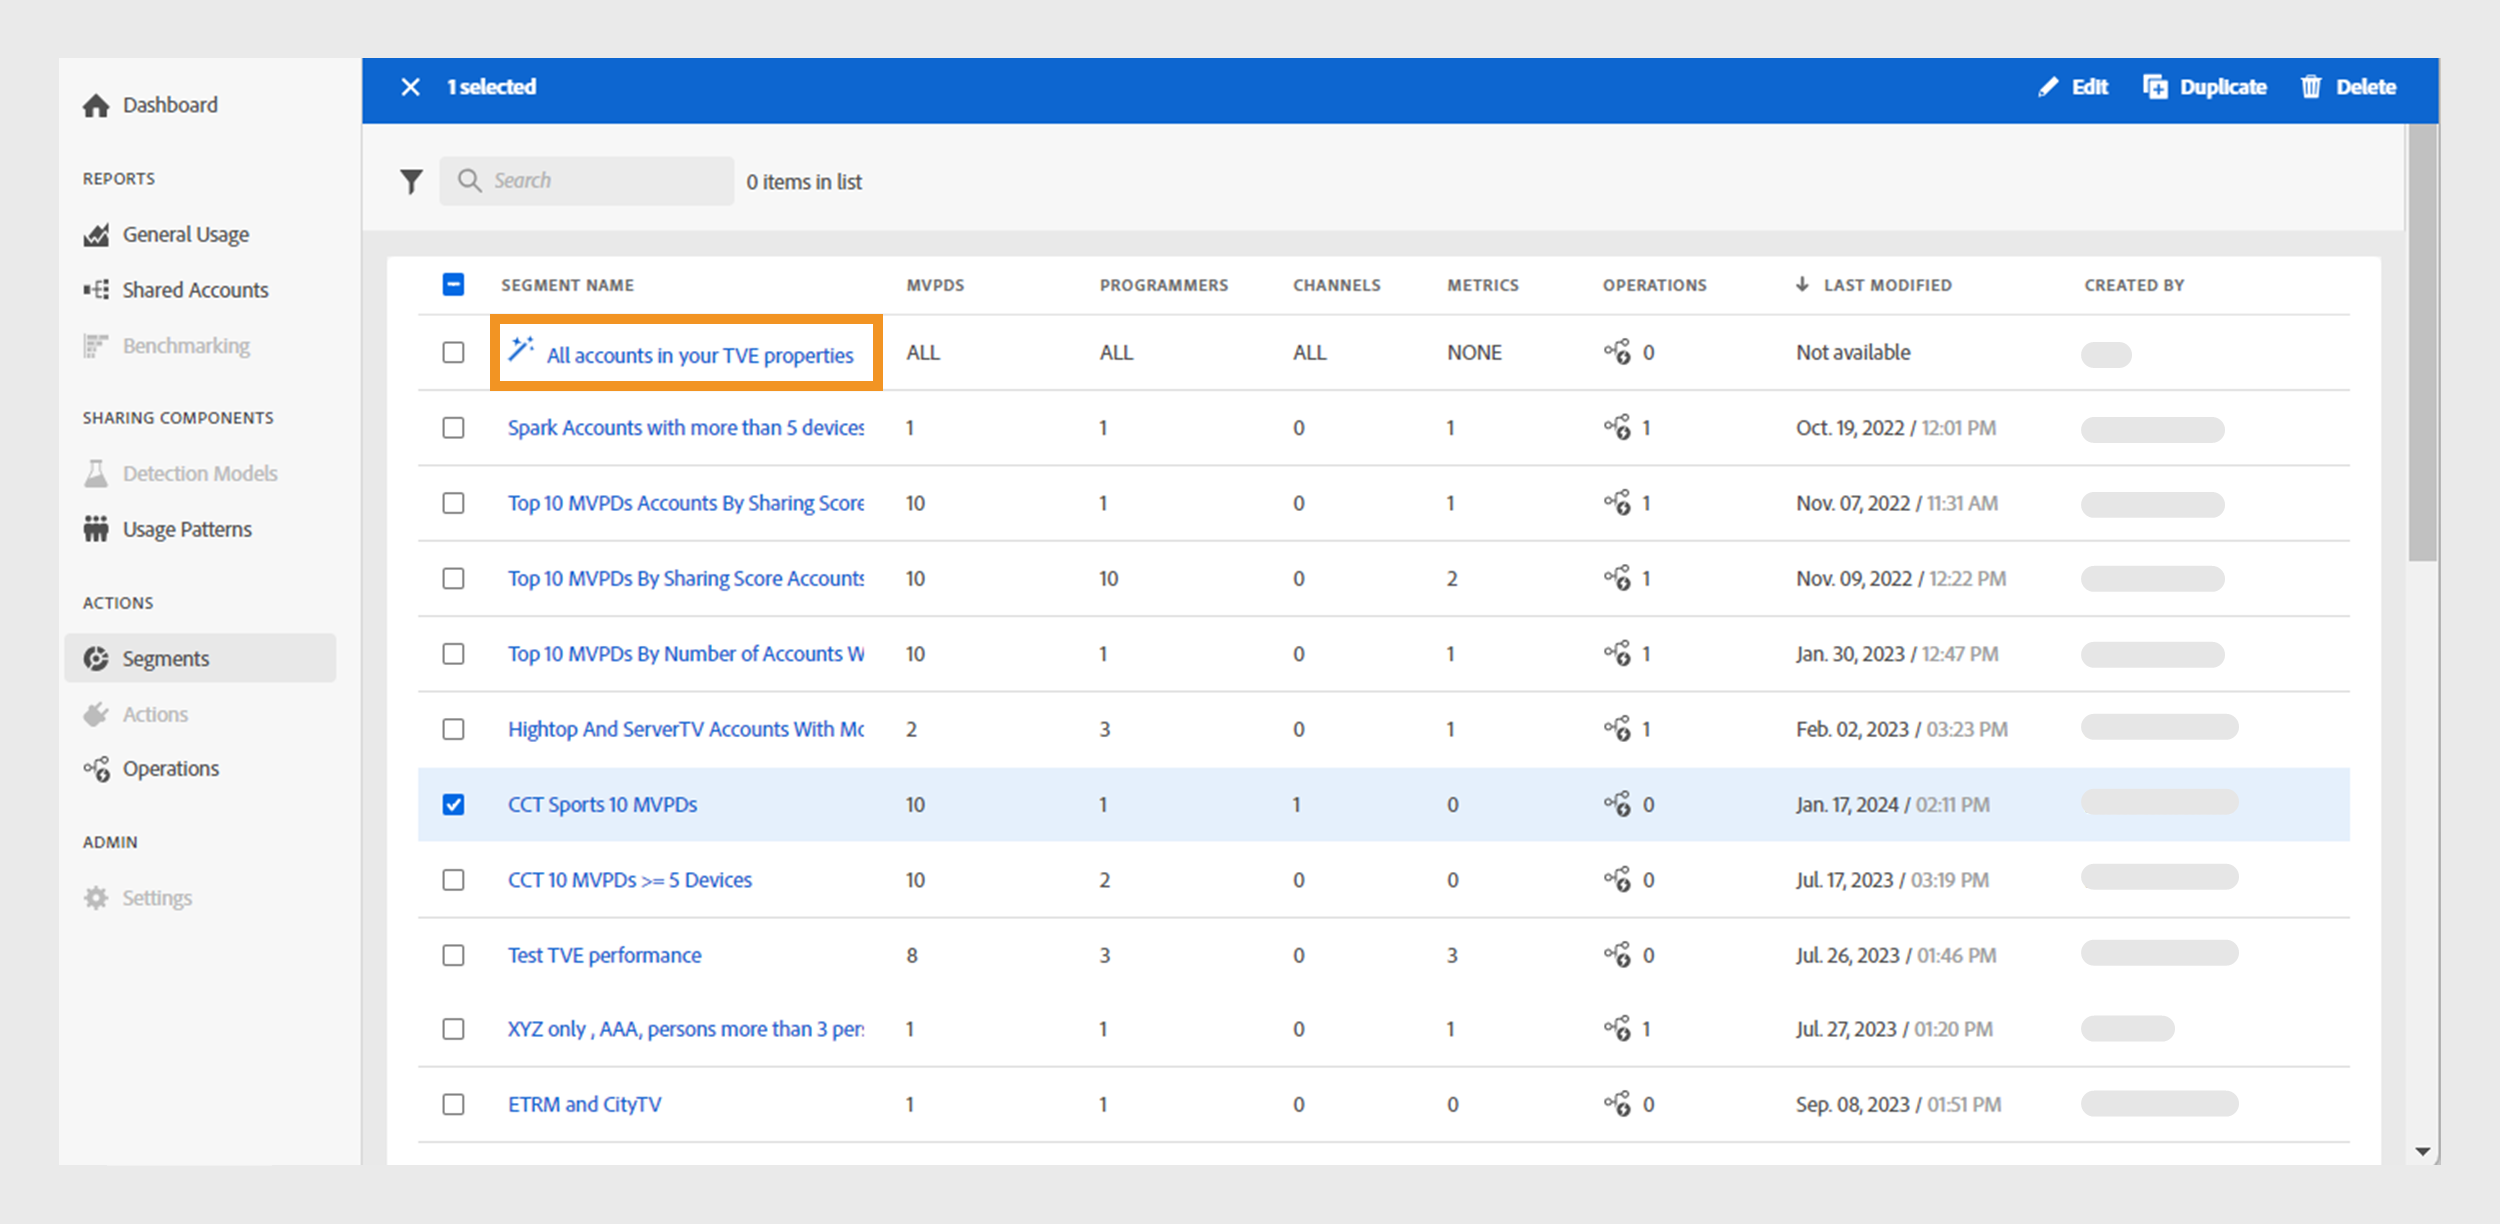 Dashboard
REPORTS
General Usage
Shared Accounts
Benchmarking
SHARING COMPONENTS
Detection Models
Usage Patterns
ACTIONS
Segments
Actions
Operations
ADMIN
Settings
1 selected
Edit Duplicate Delete
Search 0 items in list
SEGMENT NAME MVPDS PROGRAMMERS CHANNELS METRICS OPERATIONS LAST MODIFIED CREATED BY
All accounts in your TVE properties ALL ALL ALL NONE 0 Not available
Spark Accounts with more than 5 devices 1 1 0 1 1 Oct. 19, 2022 / 12:01 PM
Top 10 MVPDs Accounts By Sharing Score 10 1 0 1 1 Nov. 07, 2022 / 11:31 AM
Top 10 MVPDs By Sharing Score Accounts 10 10 0 2 1 Nov. 09, 2022 / 12:22 PM
Top 10 MVPDs By Number of Accounts W 10 1 0 1 1 Jan. 30, 2023 / 12:47 PM
Hightop And ServerTV Accounts With Mo 2 3 0 1 1 Feb. 02, 2023 / 03:23 PM
CCT Sports 10 MVPDs 10 1 1 0 0 Jan. 17, 2024 / 02:11 PM
CCT 10 MVPDs >= 5 Devices 10 2 0 0 0 Jul. 17, 2023 / 03:19 PM
Test TVE performance 8 3 0 3 0 Jul. 26, 2023 / 01:46 PM
XYZ only , AAA, persons more than 3 per 1 1 0 1 1 Jul. 27, 2023 / 01:20 PM
ETRM and CityTV 1 1 0 0 0 Sep. 08, 2023 / 01:51 PM